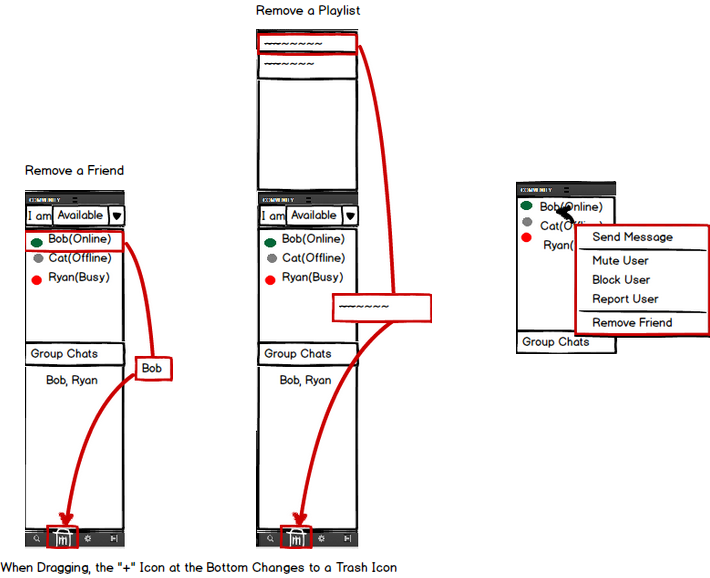 Remove a Playlist
Remove a Friend
COMMUNITY
I am Available
Bob(Online)
Cat(Offline)
Ryan(Busy)
Bob
Group Chats
Bob, Ryan
COMMUNITY
I am Available
Bob(Online)
Cat(Offline)
Ryan(Busy)
Group Chats
Bob, Ryan
COMMUNITY
Bob(Online)
Cat(Offline)
Ryan(
Send Message
Mute User
Block User
Report User
Remove Friend
Group Chats
When Dragging, the "+" Icon at the Bottom Changes to a Trash Icon